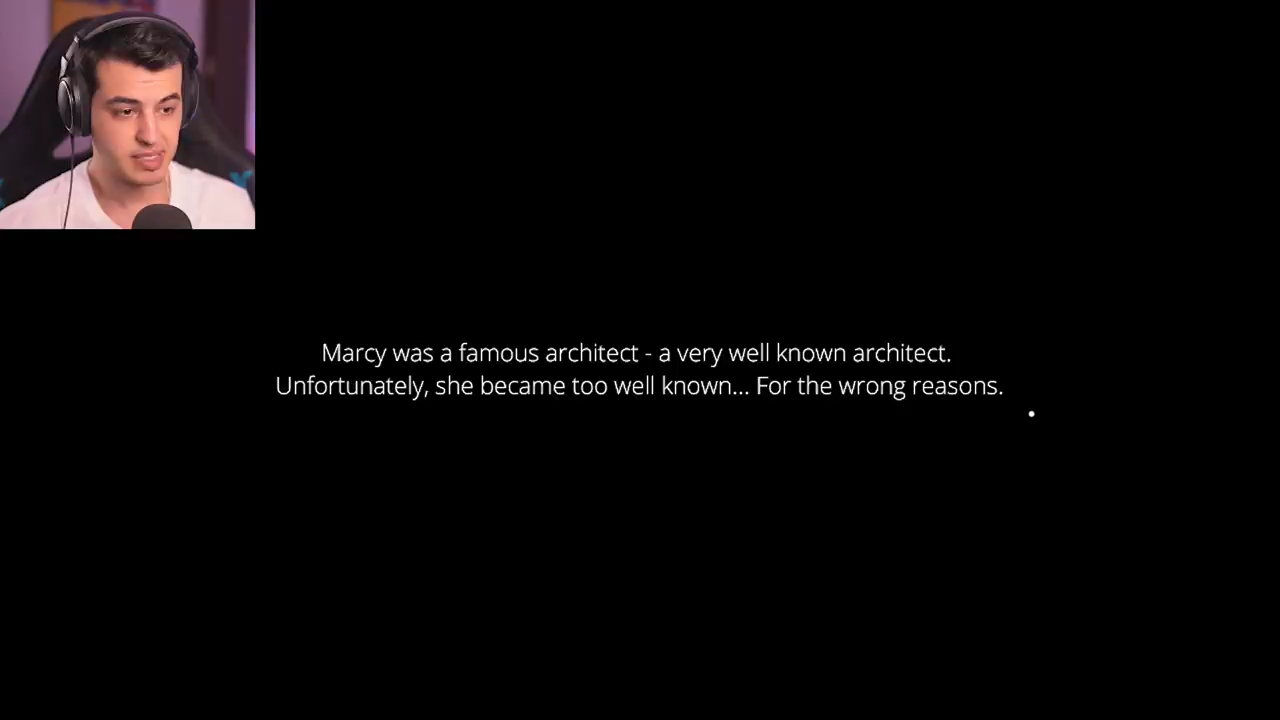 Marcy was a famous architect - a very well known architect.
Unfortunately, she became too well known... For the wrong reasons.